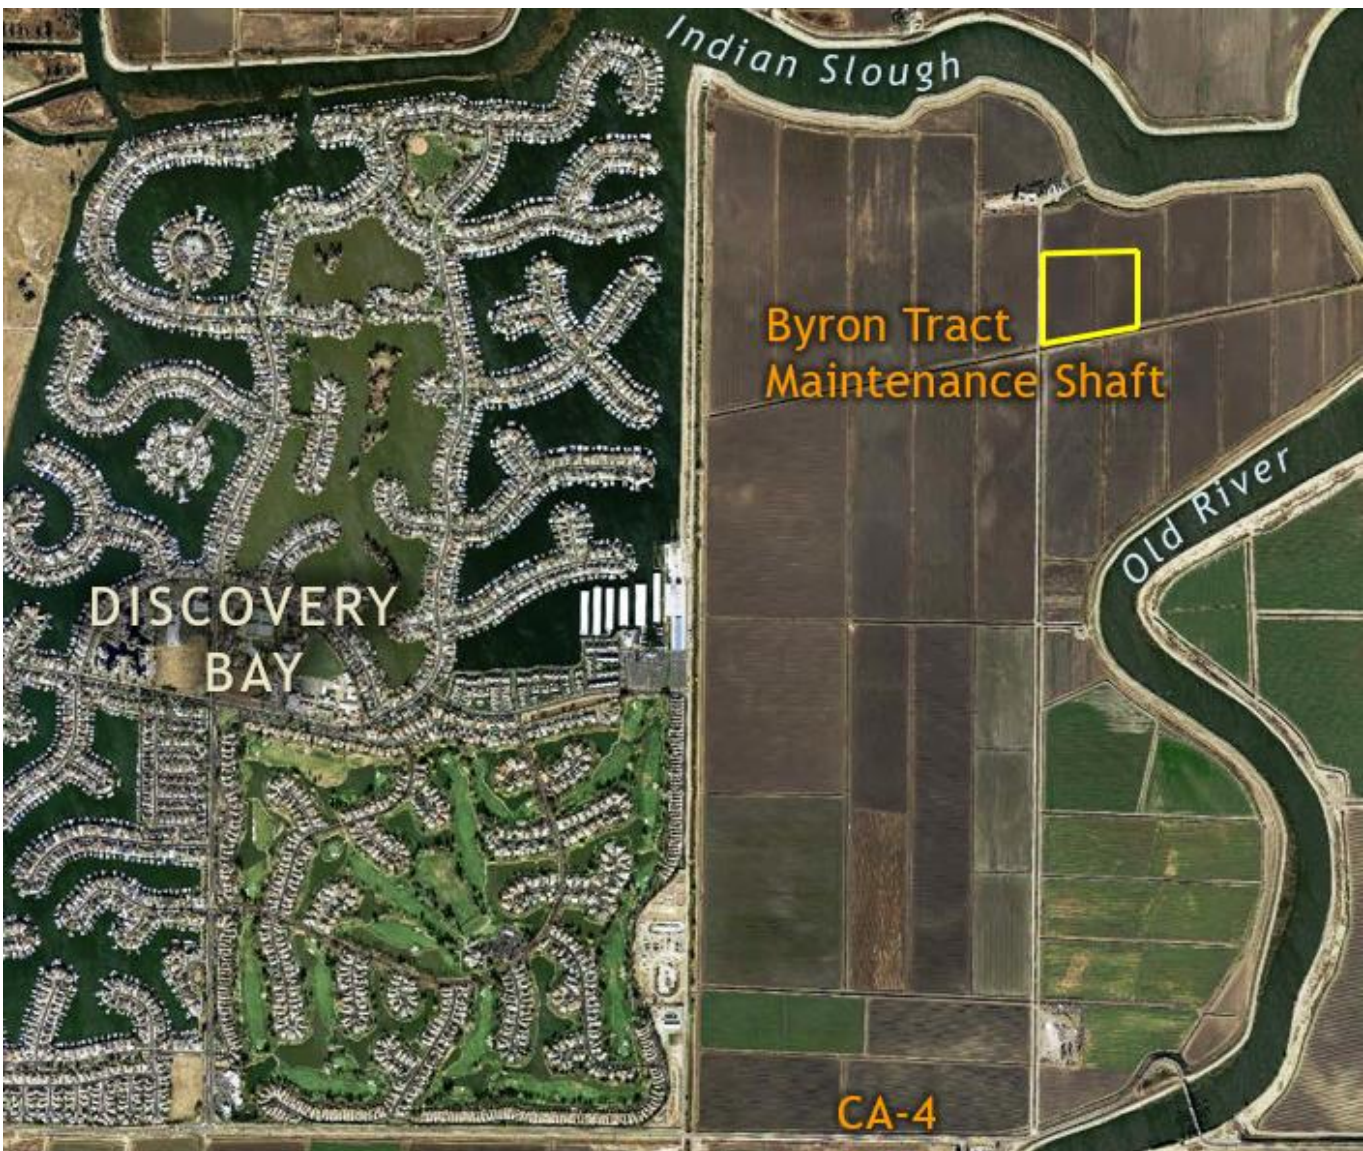 Indian Slough
Byron Tract
Maintenance Shaft
Old River
DISCOVERY
BAY
CA-4